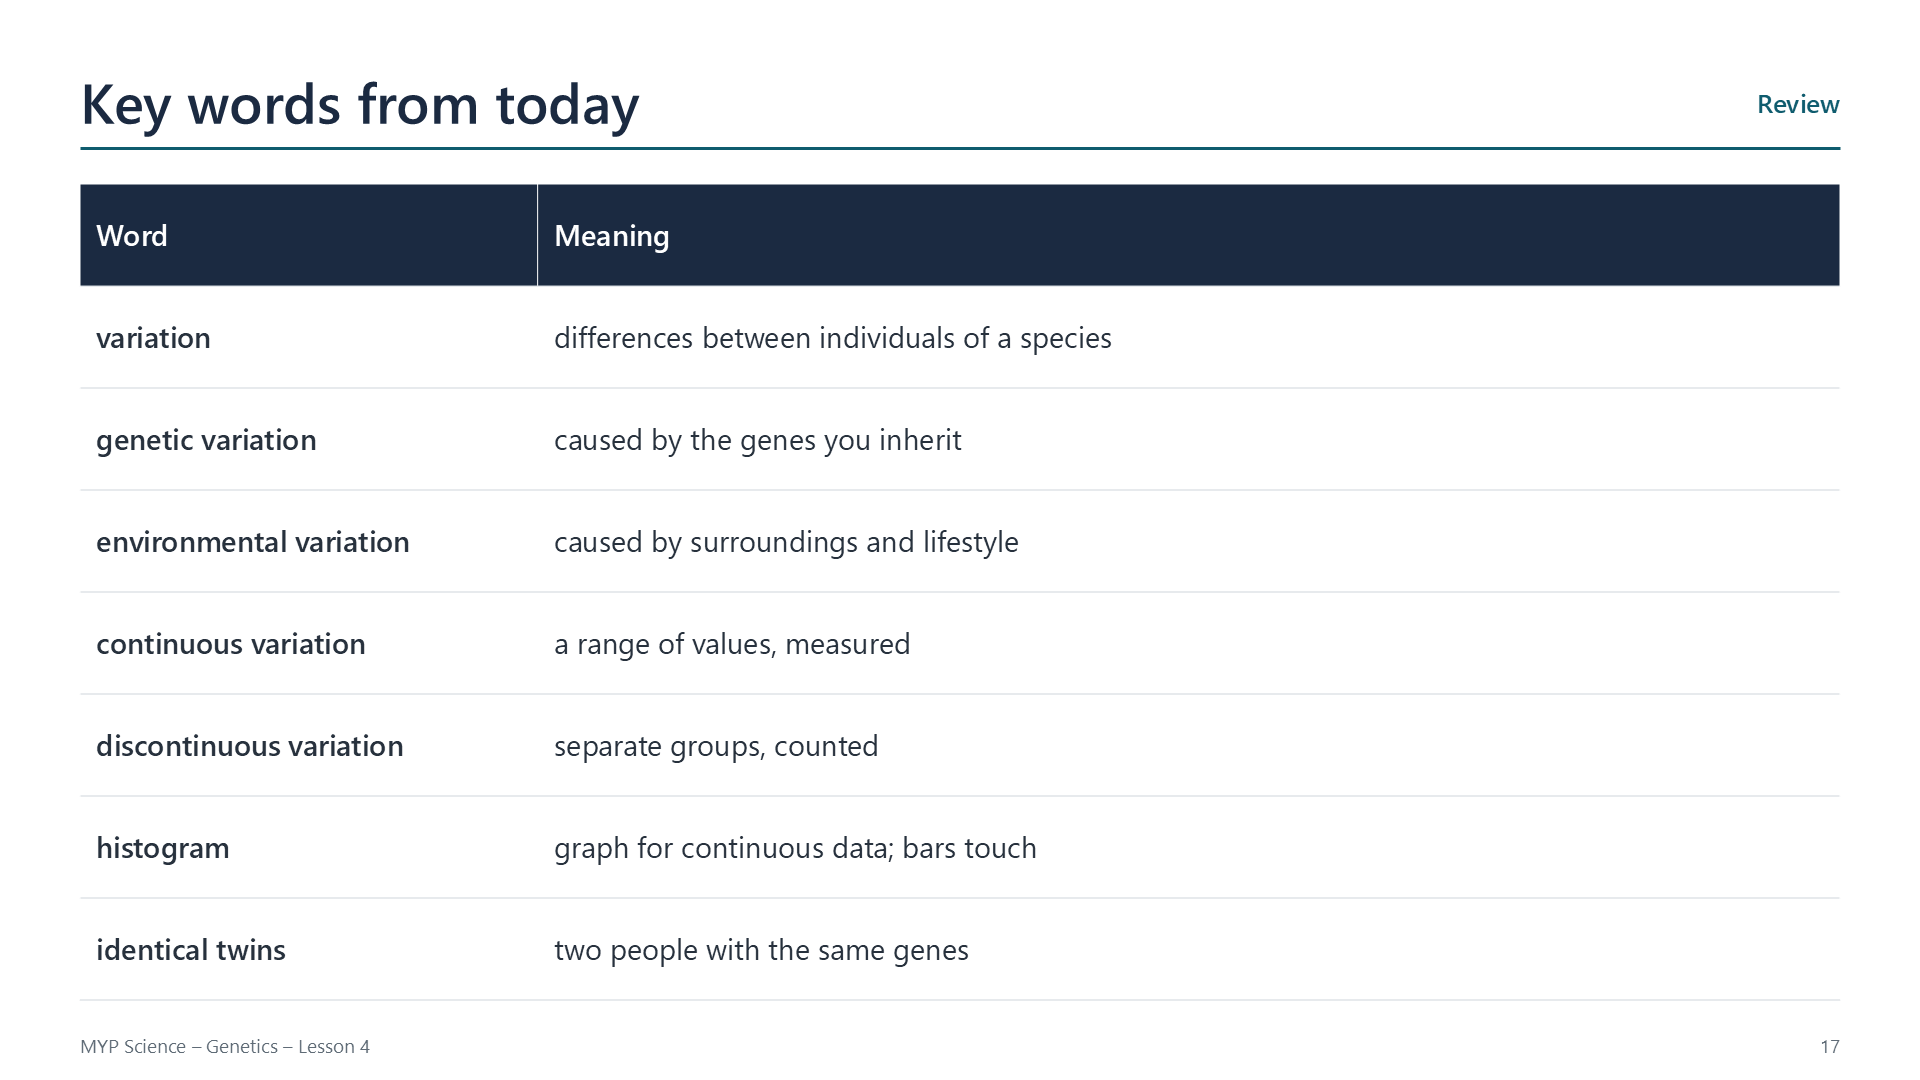 Key words from today
Review
Word Meaning
variation differences between individuals of a species
genetic variation caused by the genes you inherit
environmental variation caused by surroundings and lifestyle
continuous variation a range of values, measured
discontinuous variation separate groups, counted
histogram graph for continuous data; bars touch
identical twins two people with the same genes
MYP Science – Genetics – Lesson 4
17